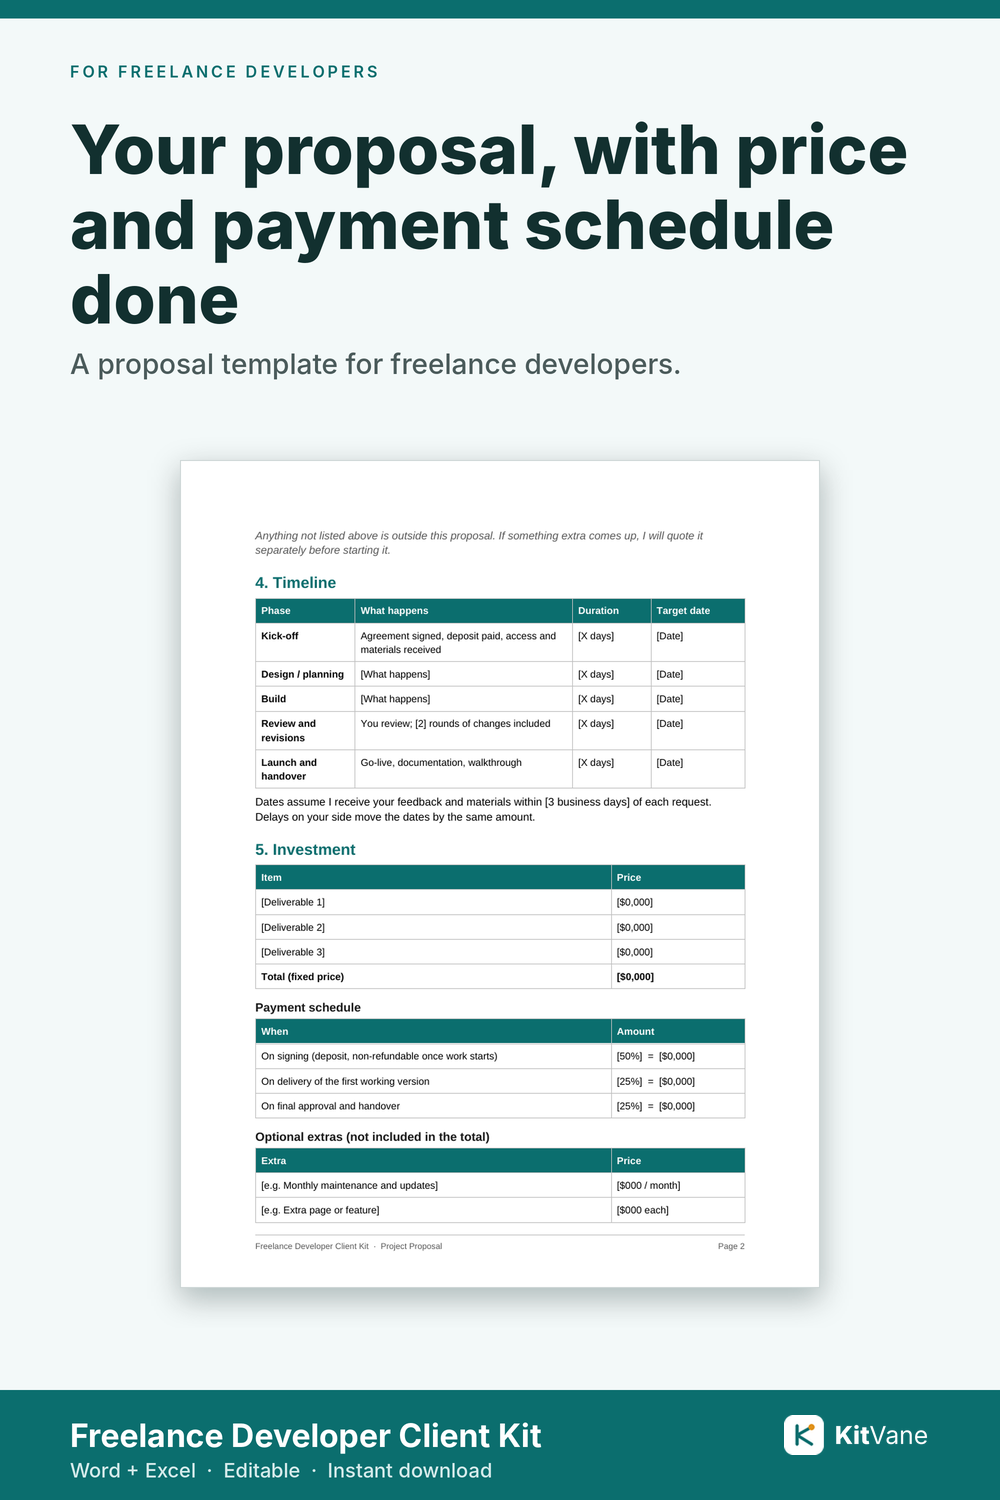 FOR FREELANCE DEVELOPERS
Your proposal, with price
and payment schedule
done
A proposal template for freelance developers.
Anything not listed above is outside this proposal. If something extra comes up, I will quote it
separately before starting it.
4. Timeline
Phase What happens Duration Target date
Kick-off Agreement signed, deposit paid, access and [X days] [Date]
materials received
Design / planning [What happens] [X days] [Date]
Build [What happens] [X days] [Date]
Review and You review; [2] rounds of changes included [X days] [Date]
revisions
Launch and Go-live, documentation, walkthrough [X days] [Date]
handover
Dates assume I receive your feedback and materials within [3 business days] of each request.
Delays on your side move the dates by the same amount.
5. Investment
Item Price
[Deliverable 1] [$0,000]
[Deliverable 2] [$0,000]
[Deliverable 3] [$0,000]
Total (fixed price) [$0,000]
Payment schedule
When Amount
On signing (deposit, non-refundable once work starts) [50%] = [$0,000]
On delivery of the first working version [25%] = [$0,000]
On final approval and handover [25%] = [$0,000]
Optional extras (not included in the total)
Extra Price
[e.g. Monthly maintenance and updates] [$000 / month]
[e.g. Extra page or feature] [$000 each]
Freelance Developer Client Kit · Project Proposal Page 2
Freelance Developer Client Kit
Word + Excel · Editable · Instant download
KitVane